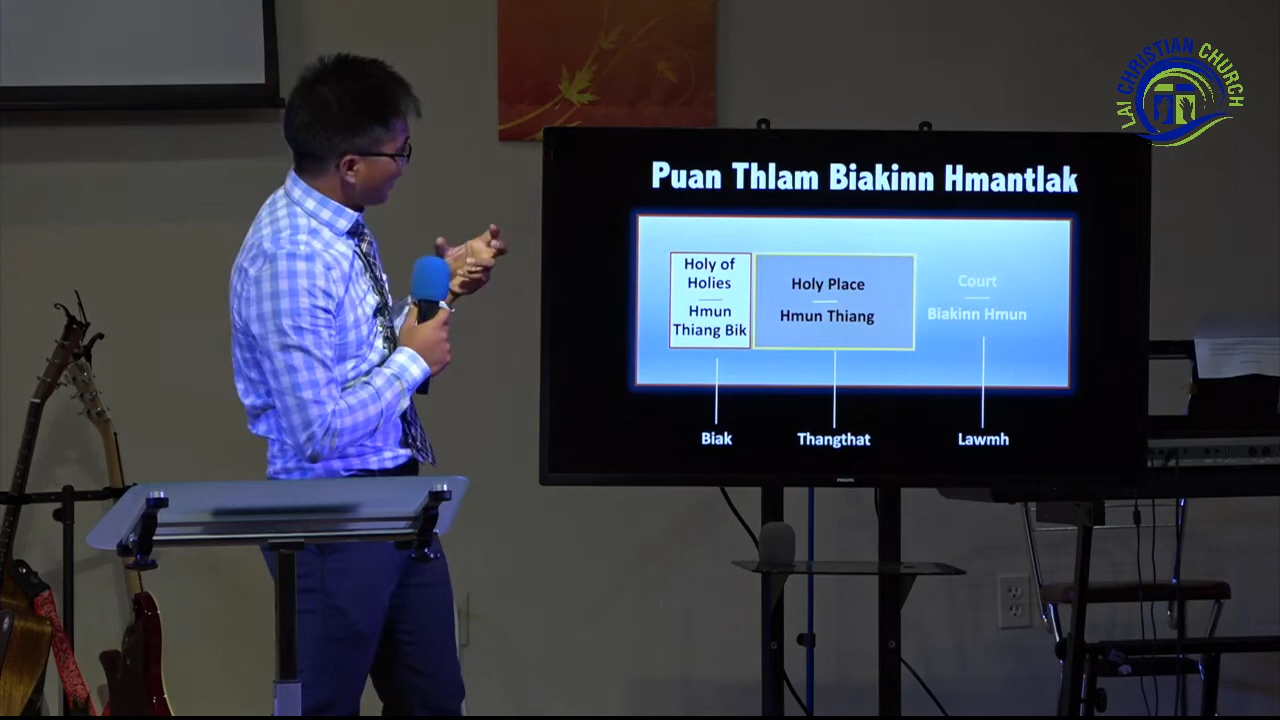 LAI CHRISTIAN CHURCH
Puan Thlam Biakinn Hmantlak
Holy of
Holies
Hmun
Thiang Bik
Holy Place
Hmun Thiang
Court
Biakinn Hmun
Biak
Thangthat
Lawmh
PHILIPS